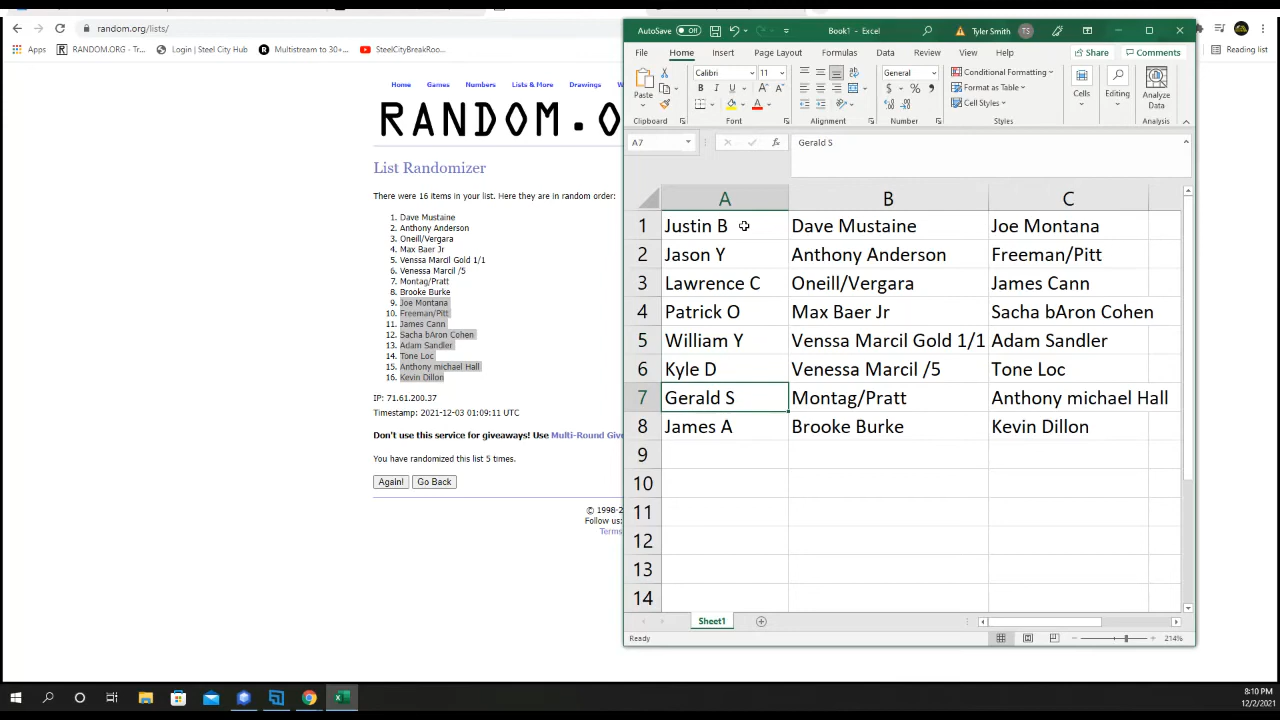 random.org/lists/
Reading list
Apps
RANDOM.ORG - Tr...
Login | Steel City Hub
Multistream to 30+...
SteelCityBreakRoo...
Home
Games
Numbers
Lists & More
Drawings
RANDOM.O
List Randomizer
There were 16 items in your list. Here they are in random order:
1. Dave Mustaine
2. Anthony Anderson
3. Oneill/Vergara
4. Max Baer Jr
5. Venssa Marcil Gold 1/1
6. Venessa Marcil /5
7. Montag/Pratt
8. Brooke Burke
9. Joe Montana
10. Freeman/Pitt
11. James Cann
12. Sacha bAron Cohen
13. Adam Sandler
14. Tone Loc
15. Anthony michael Hall
16. Kevin Dillon
IP: 71.61.200.37
Timestamp: 2021-12-03 01:09:11 UTC
Don't use this service for giveaways! Use Multi-Round Give
You have randomized this list 5 times.
Again!
Go Back
© 1998-2
Follow us:
Terms
AutoSave Off
Book1 - Excel
Tyler Smith TS
File
Home
Insert
Page Layout
Formulas
Data
Review
View
Help
Share
Comments
Paste
Clipboard
Calibri
11
B I U
Font
Alignment
General
Number
Conditional Formatting
Format as Table
Cell Styles
Styles
Cells
Editing
Analyze Data
Analysis
A7
Gerald S
A B C
1 Justin B Dave Mustaine Joe Montana
2 Jason Y Anthony Anderson Freeman/Pitt
3 Lawrence C Oneill/Vergara James Cann
4 Patrick O Max Baer Jr Sacha bAron Cohen
5 William Y Venssa Marcil Gold 1/1 Adam Sandler
6 Kyle D Venessa Marcil /5 Tone Loc
7 Gerald S Montag/Pratt Anthony michael Hall
8 James A Brooke Burke Kevin Dillon
9
10
11
12
13
14
Sheet1
Ready
214%
8:10 PM
12/2/2021